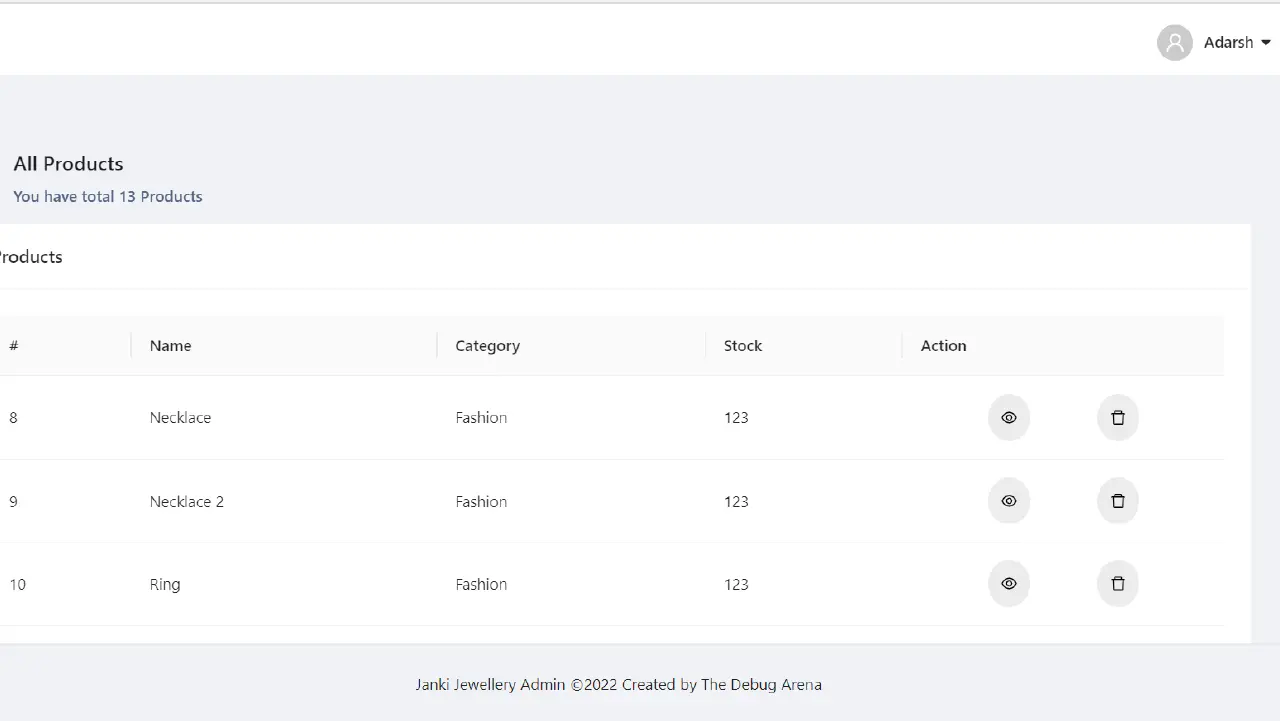 Adarsh
All Products
You have total 13 Products
Products
# Name Category Stock Action
8 Necklace Fashion 123
9 Necklace 2 Fashion 123
10 Ring Fashion 123
Janki Jewellery Admin ©2022 Created by The Debug Arena